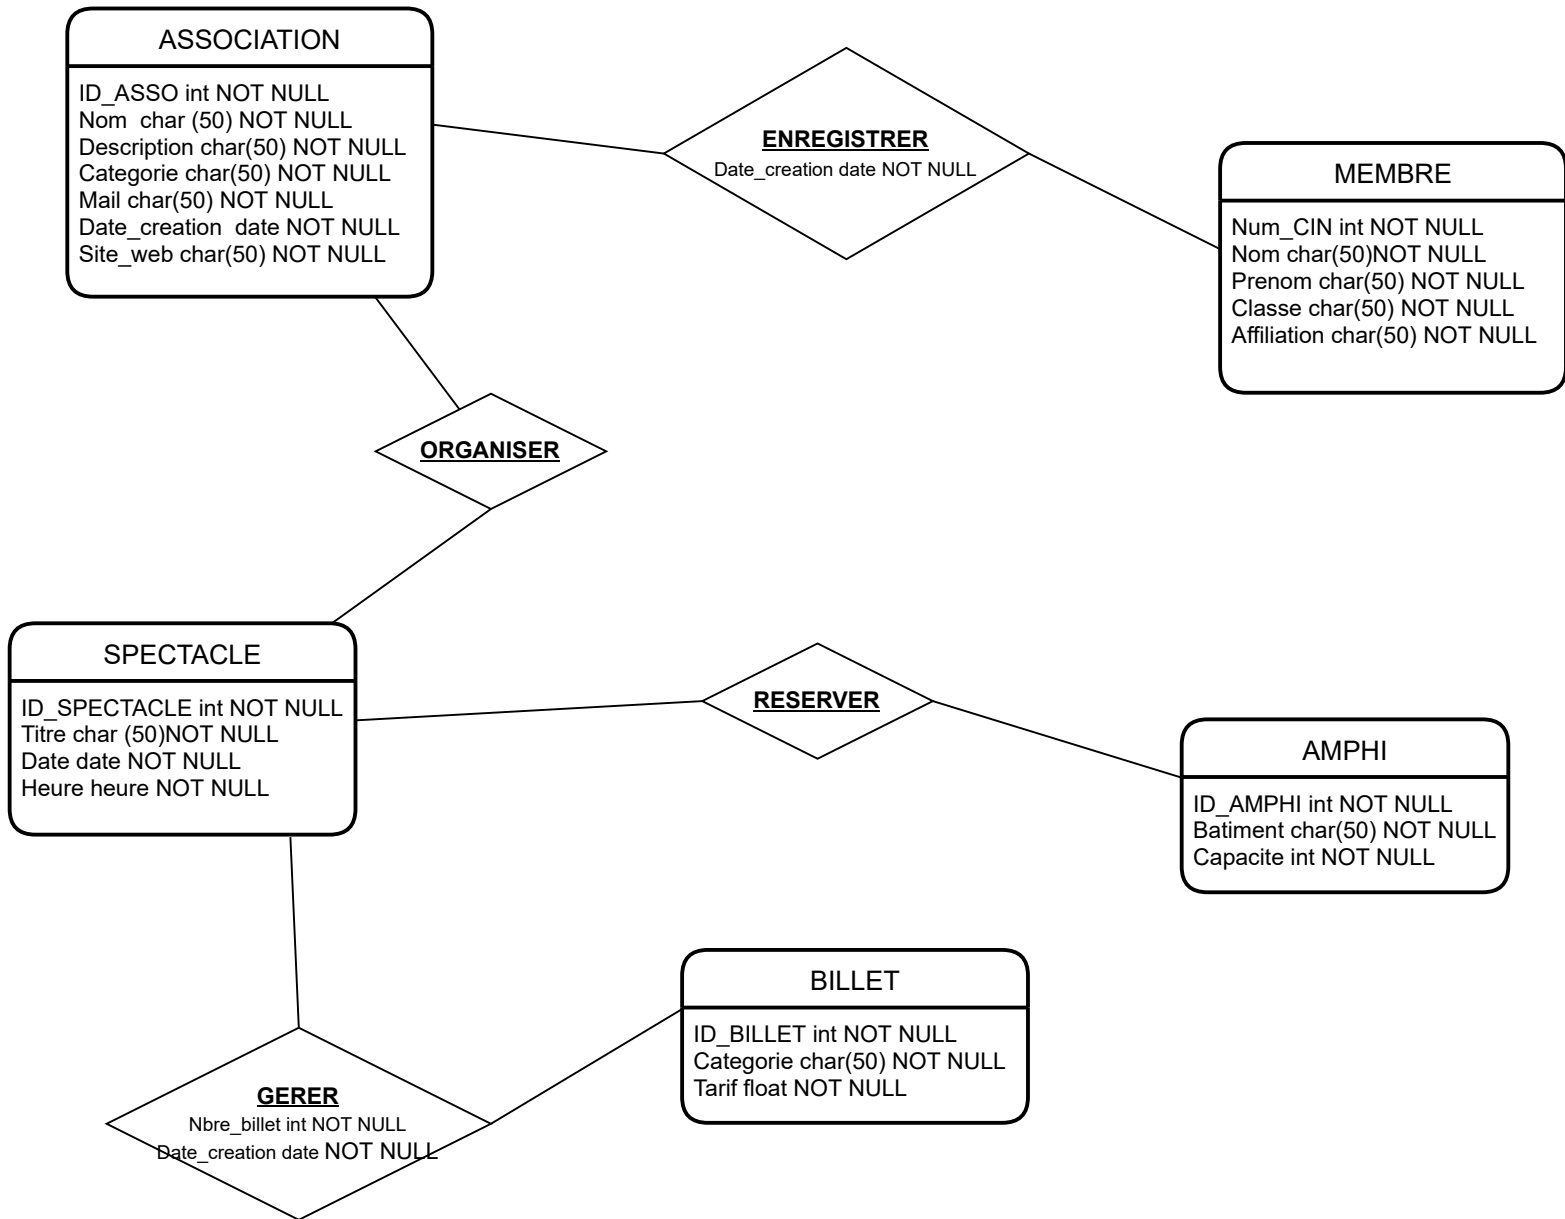 ASSOCIATION
ID_ASSO int NOT NULL
Nom  char (50) NOT NULL
Description char(50) NOT NULL
Categorie char(50) NOT NULL
Mail char(50) NOT NULL
Date_creation  date NOT NULL
Site_web char(50) NOT NULL
ENREGISTRER
Date_creation date NOT NULL
MEMBRE
Num_CIN int NOT NULL
Nom char(50)NOT NULL
Prenom char(50) NOT NULL
Classe char(50) NOT NULL
Affiliation char(50) NOT NULL
ORGANISER
SPECTACLE
ID_SPECTACLE int NOT NULL
Titre char (50)NOT NULL
Date date NOT NULL
Heure heure NOT NULL
RESERVER
AMPHI
ID_AMPHI int NOT NULL
Batiment char(50) NOT NULL
Capacite int NOT NULL
BILLET
ID_BILLET int NOT NULL
Categorie char(50) NOT NULL
Tarif float NOT NULL
GERER
Nbre_billet int NOT NULL
Date_creation date NOT NULL